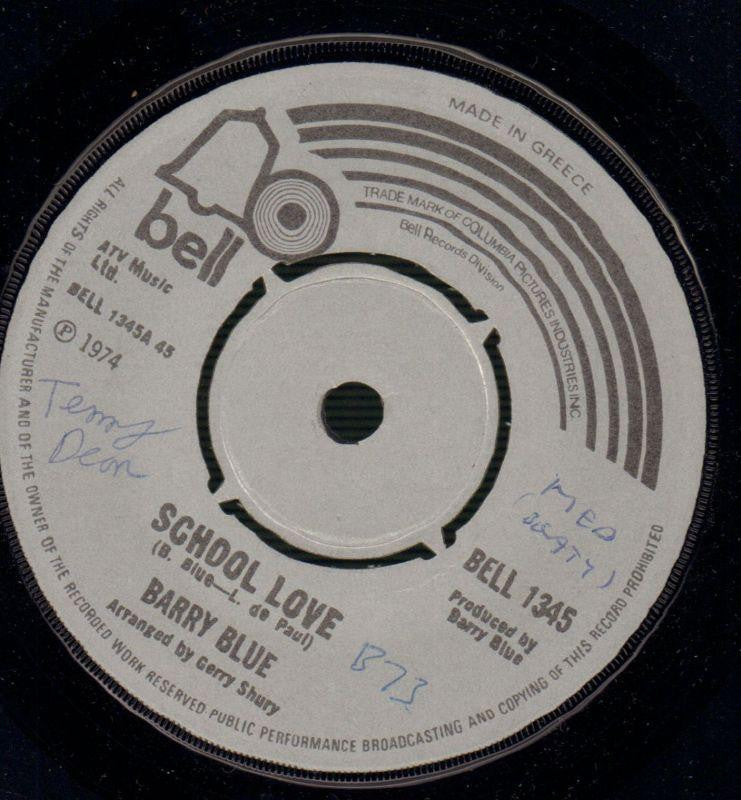 bell
MADE IN GREECE
TRADE MARK OF COLUMBIA PICTURES INDUSTRIES INC.
Bell Records Division
ATV Music
Ltd.
BELL 1345A 45
Ⓟ 1974
Terry
Dean
MED
SCHOOL LOVE
(B. Blue—L. de Paul)
BARRY BLUE
Arranged by Gerry Shury
BELL 1345
Produced by
Barry Blue
B73
ALL RIGHTS OF THE MANUFACTURER AND OF THE OWNER OF THE RECORDED WORK RESERVED-PUBLIC PERFORMANCE BROADCASTING AND COPYING OF THIS RECORD PROHIBITED